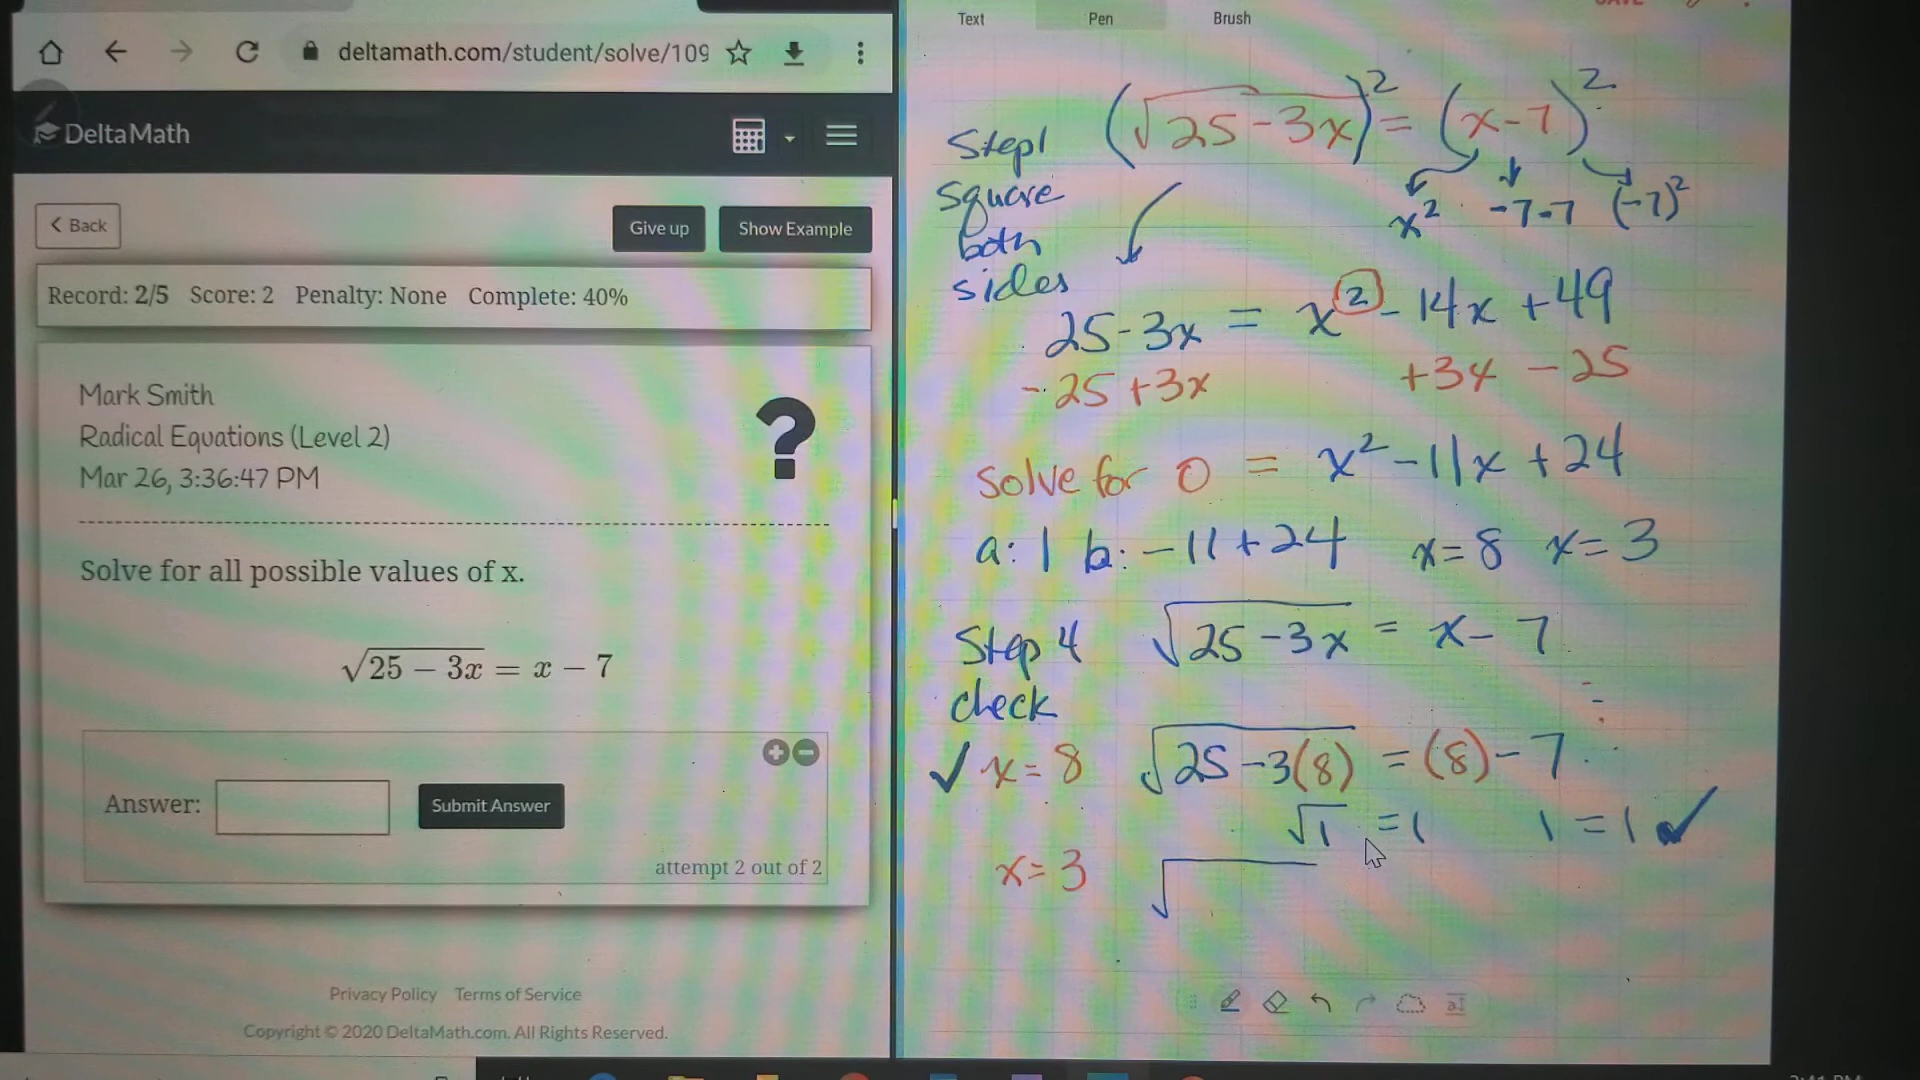 deltamath.com/student/solve/109
DeltaMath
Back
Give up
Show Example
Record: 2/5 Score: 2 Penalty: None Complete: 40%
Mark Smith
Radical Equations (Level 2)
Mar 26, 3:36:47 PM
?
Solve for all possible values of x.
√25 − 3x = x − 7
Answer:
Submit Answer
attempt 2 out of 2
Privacy Policy Terms of Service
Copyright © 2020 DeltaMath.com. All Rights Reserved.
Text Pen Brush
Step 1 (√25-3x)² = (x-7)²
Square both sides
x² -7-7 (-7)²
25-3x = x² - 14x + 49
-25 +3x +3x - 25
Solve for 0 = x² - 11x + 24
a: 1 b: -11 + 24 x = 8 x = 3
Step 4 √25-3x = x - 7
check
✓ x = 8 √25-3(8) = (8) - 7
√1 = 1 1 = 1 ✓
x = 3 √